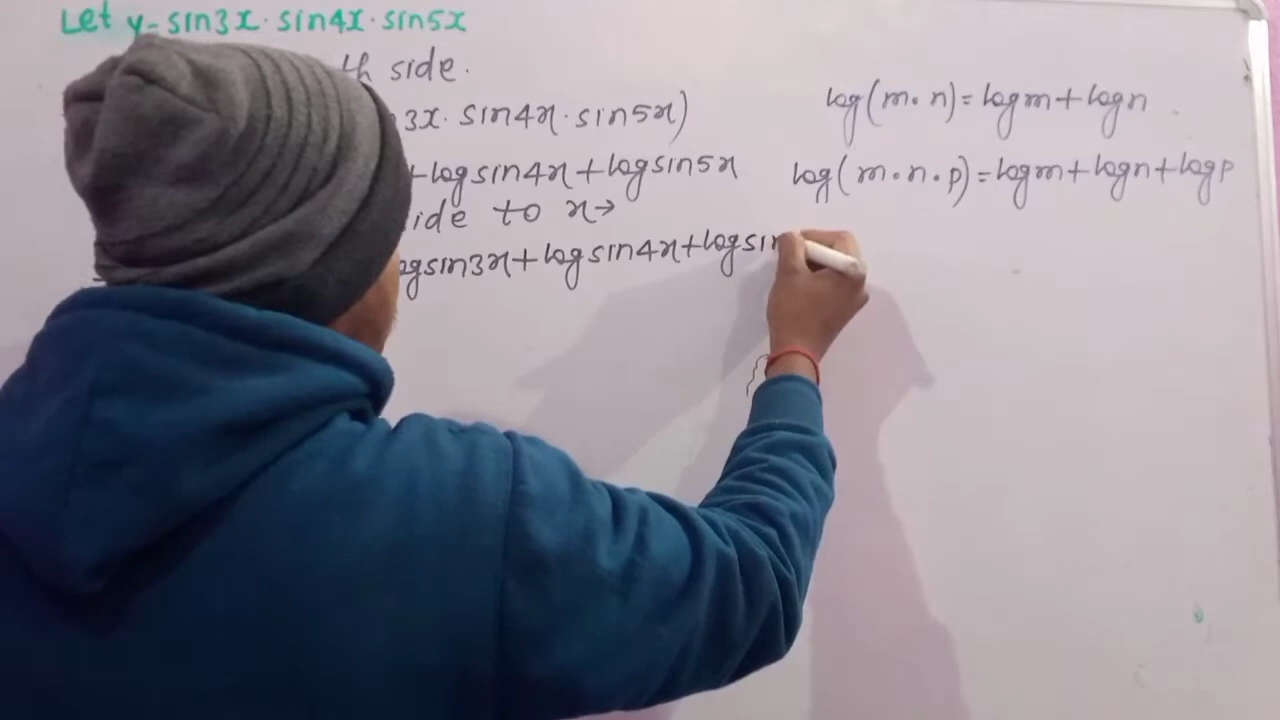 Let y=sin3x·sin4x·sin5x
th side.
3x·sin4x·sin5x)
+logsin4x+logsin5x
ide to x→
ogsin3x+logsin4x+logsin
log(m·n)=logm+logn
log(m·n·p)=logm+logn+logp